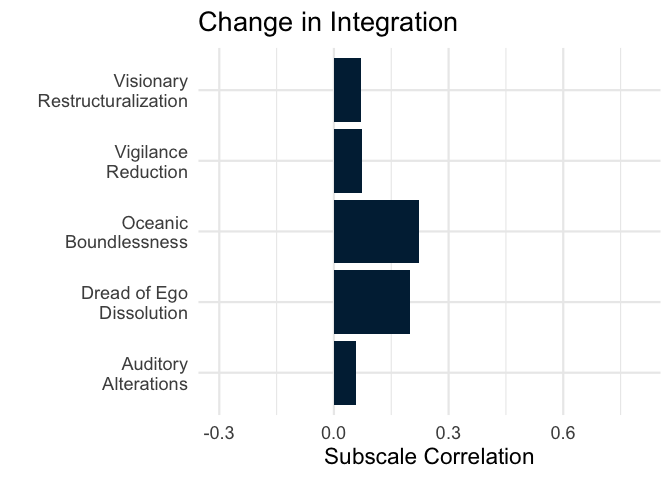 Change in Integration
Visionary
Restructuralization
Vigilance
Reduction
Oceanic
Boundlessness
Dread of Ego
Dissolution
Auditory
Alterations
-0.3 0.0 0.3 0.6
Subscale Correlation